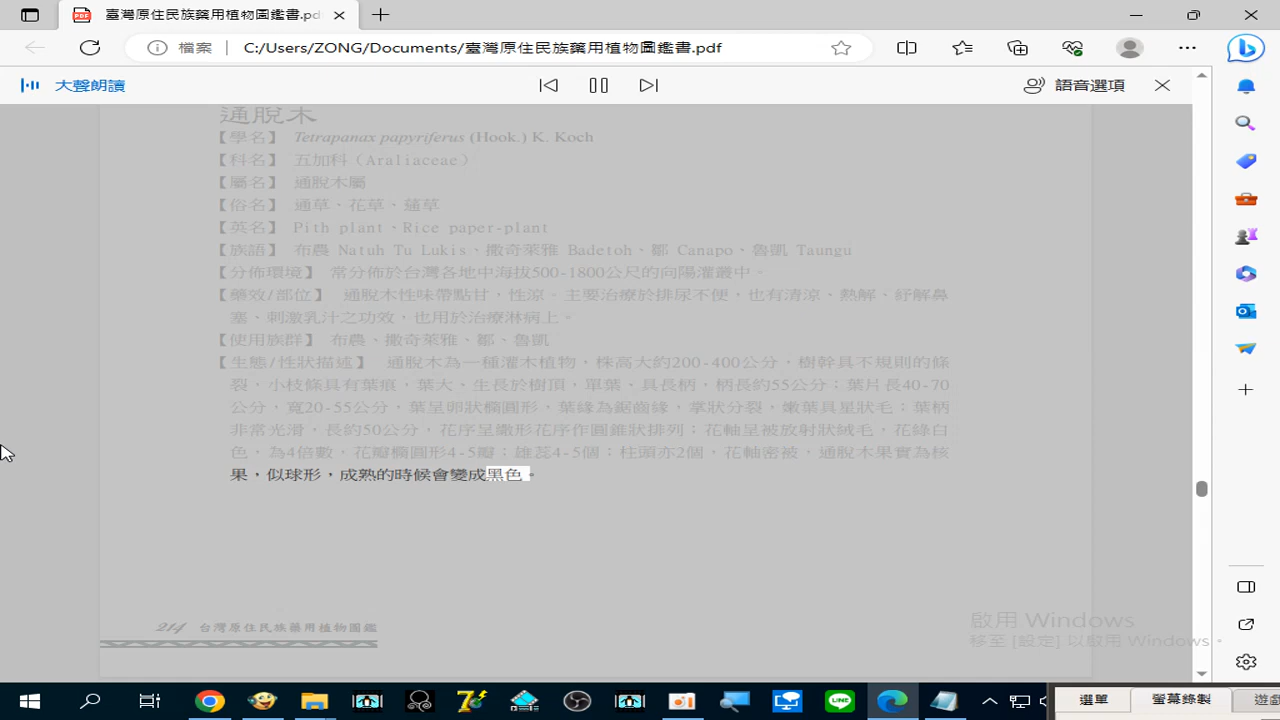 臺灣原住民族藥用植物圖鑑書.pdf
檔案
C:/Users/ZONG/Documents/臺灣原住民族藥用植物圖鑑書.pdf
大聲朗讀
語音選項
通脫木
【學名】 Tetrapanax papyriferus (Hook.) K. Koch
【科名】 五加科（Araliaceae）
【屬名】 通脫木屬
【俗名】 通草、花草、蓪草
【英名】 Pith plant、Rice paper-plant
【族語】 布農 Natuh Tu Lukis、撒奇萊雅 Badetoh、鄒 Canapo、魯凱 Taungu
【分佈環境】 常分佈於台灣各地中海拔500-1800公尺的向陽灌叢中。
【藥效/部位】 通脫木性味帶點甘，性涼。主要治療於排尿不便，也有清涼、熱解、紓解鼻
塞、刺激乳汁之功效，也用於治療淋病上。
【使用族群】 布農、撒奇萊雅、鄒、魯凱
【生態/性狀描述】 通脫木為一種灌木植物，株高大約200-400公分，樹幹具不規則的條
裂，小枝條具有葉痕，葉大、生長於樹頂，單葉、具長柄，柄長約55公分；葉片長40-70
公分，寬20-55公分，葉呈卵狀橢圓形，葉緣為鋸齒緣，掌狀分裂，嫩葉具星狀毛；葉柄
非常光滑，長約50公分，花序呈繖形花序作圓錐狀排列；花軸呈被放射狀絨毛，花綠白
色，為4倍數，花瓣橢圓形4-5瓣；雄蕊4-5個；柱頭亦2個，花軸密被，通脫木果實為核
果，似球形，成熟的時候會變成黑色。
214 台灣原住民族藥用植物圖鑑
啟用 Windows
移至 [設定] 以啟用 Windows。
選單
螢幕錄製